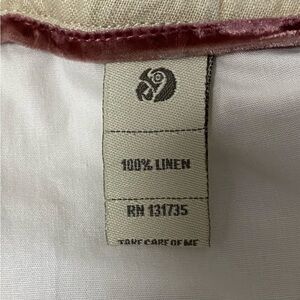 100% LINEN
RN 131735
TAKE CARE OF ME